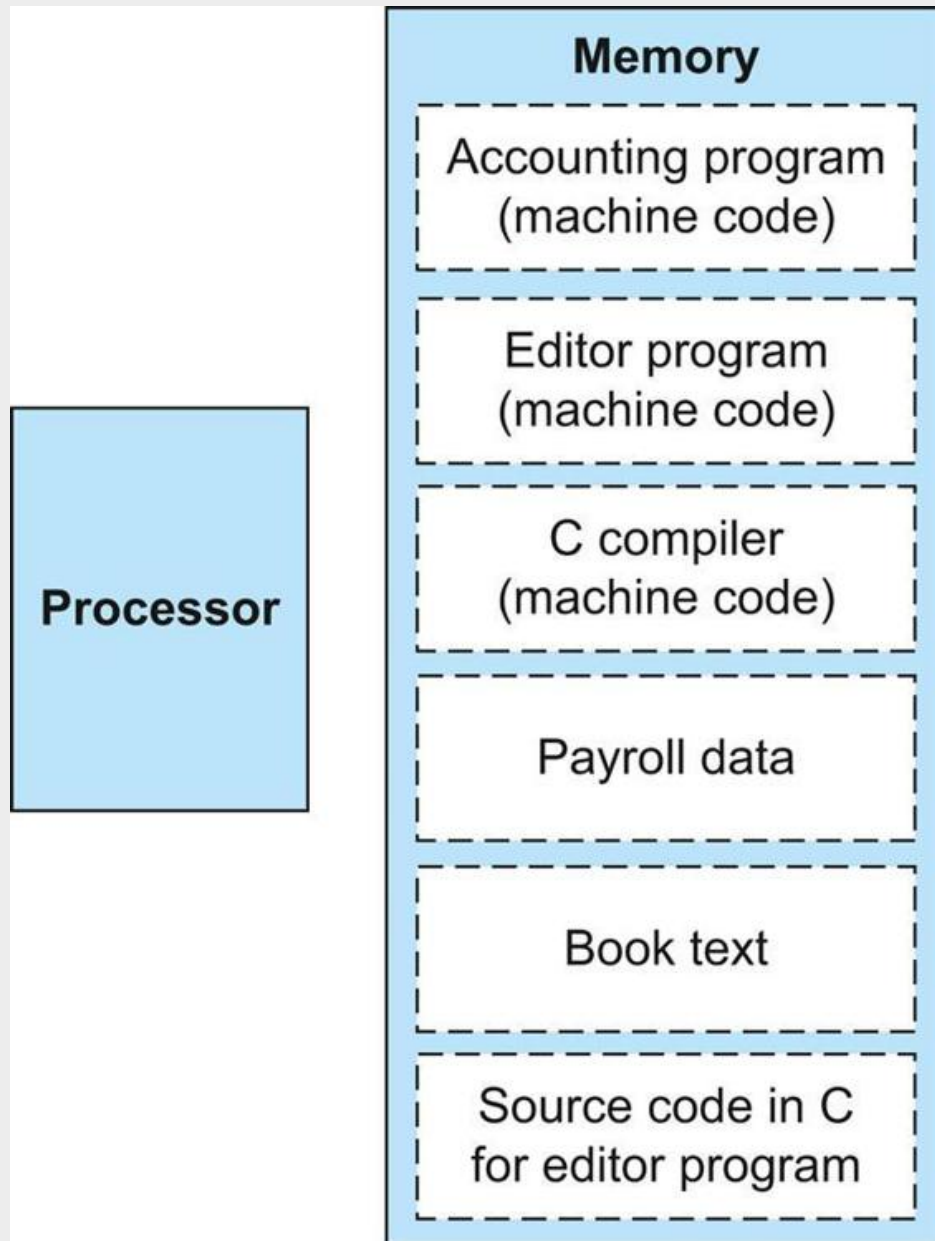 Memory
Accounting program
(machine code)
Editor program
(machine code)
C compiler
(machine code)
Processor
Payroll data
Book text
Source code in C
for editor program